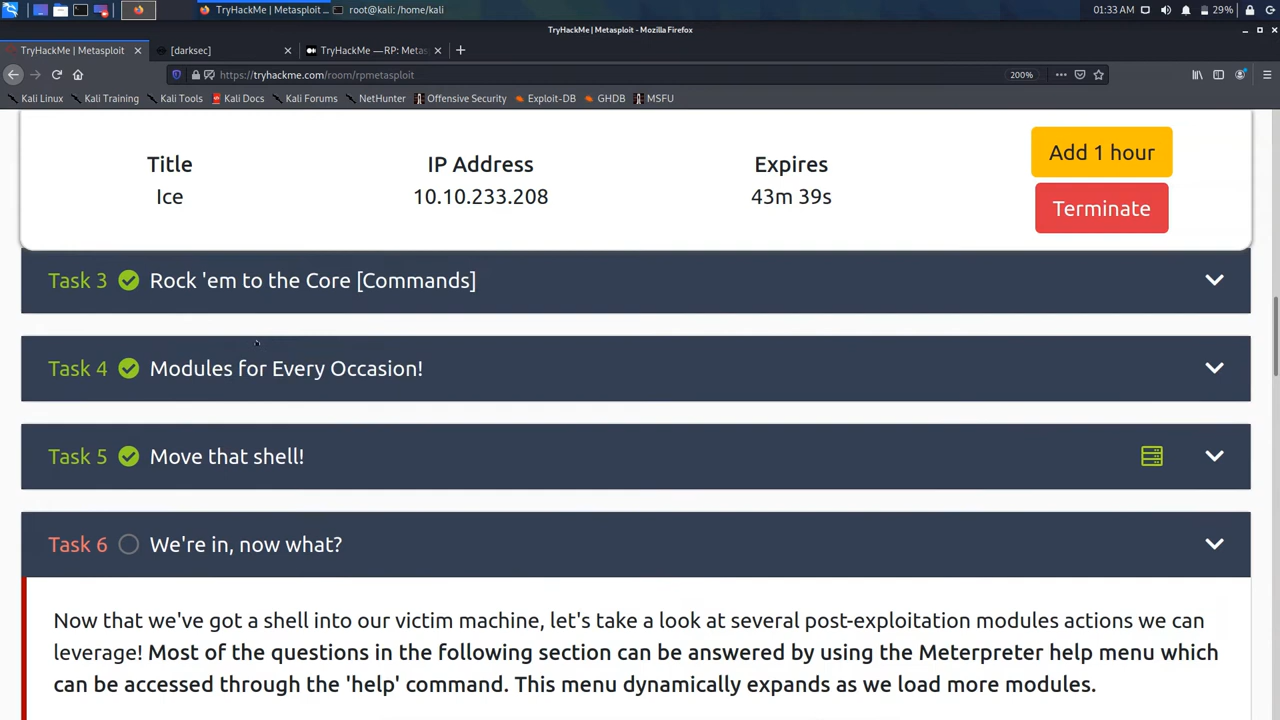 TryHackMe | Metasploit ...
root@kali: /home/kali
01:33 AM
29%
TryHackMe | Metasploit - Mozilla Firefox
TryHackMe | Metasploit
[darksec]
TryHackMe — RP: Metas
https://tryhackme.com/room/rpmetasploit
200%
Kali Linux
Kali Training
Kali Tools
Kali Docs
Kali Forums
NetHunter
Offensive Security
Exploit-DB
GHDB
MSFU
Title
IP Address
Expires
Add 1 hour
Ice
10.10.233.208
43m 39s
Terminate
Task 3 Rock 'em to the Core [Commands]
Task 4 Modules for Every Occasion!
Task 5 Move that shell!
Task 6 We're in, now what?
Now that we've got a shell into our victim machine, let's take a look at several post-exploitation modules actions we can
leverage! Most of the questions in the following section can be answered by using the Meterpreter help menu which
can be accessed through the 'help' command. This menu dynamically expands as we load more modules.